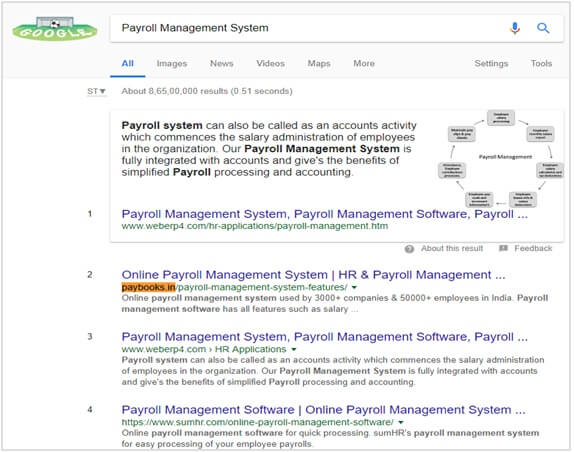 GOOGLE
Payroll Management System
All Images News Videos Maps More Settings Tools
ST▼ About 8,65,00,000 results (0.51 seconds)
Payroll system can also be called as an accounts activity
which commences the salary administration of employees
in the organization. Our Payroll Management System is
fully integrated with accounts and give's the benefits of
simplified Payroll processing and accounting.
Payroll Management
1 Payroll Management System, Payroll Management Software, Payroll ...
www.weberp4.com/hr-applications/payroll-management.htm
About this result Feedback
2 Online Payroll Management System | HR & Payroll Management ...
paybooks.in/payroll-management-system-features/ ▼
Online payroll management system used by 3000+ companies & 50000+ employees in India. Payroll
management software has all features such as salary ...
3 Payroll Management System, Payroll Management Software, Payroll ...
www.weberp4.com › HR Applications ▼
Payroll system can also be called as an accounts activity which commences the salary administration
of employees in the organization. Our Payroll Management System is fully integrated with accounts
and give's the benefits of simplified Payroll processing and accounting.
4 Payroll Management Software | Online Payroll Management System ...
https://www.sumhr.com/online-payroll-management-software/ ▼
Online payroll management software for quick processing. sumHR's payroll management system
for easy processing of your employee payrolls.